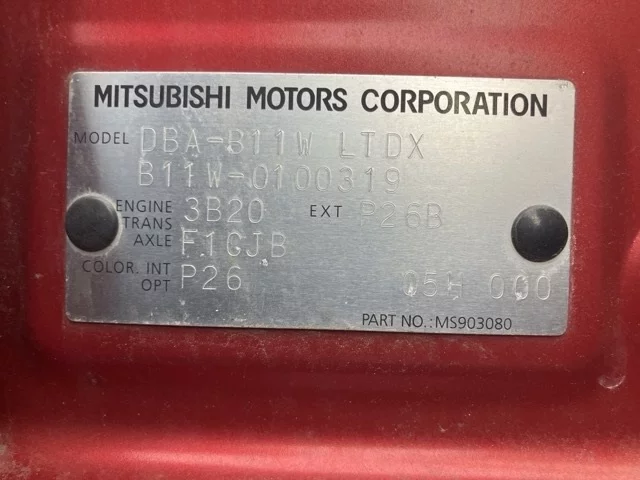 MITSUBISHI MOTORS CORPORATION
MODEL DBA-B11W LTDX
B11W-0100319
ENGINE 3B20 EXT P26B
TRANS
AXLE F1CJB
COLOR. INT P26
OPT 05H 000
PART NO.:MS903080